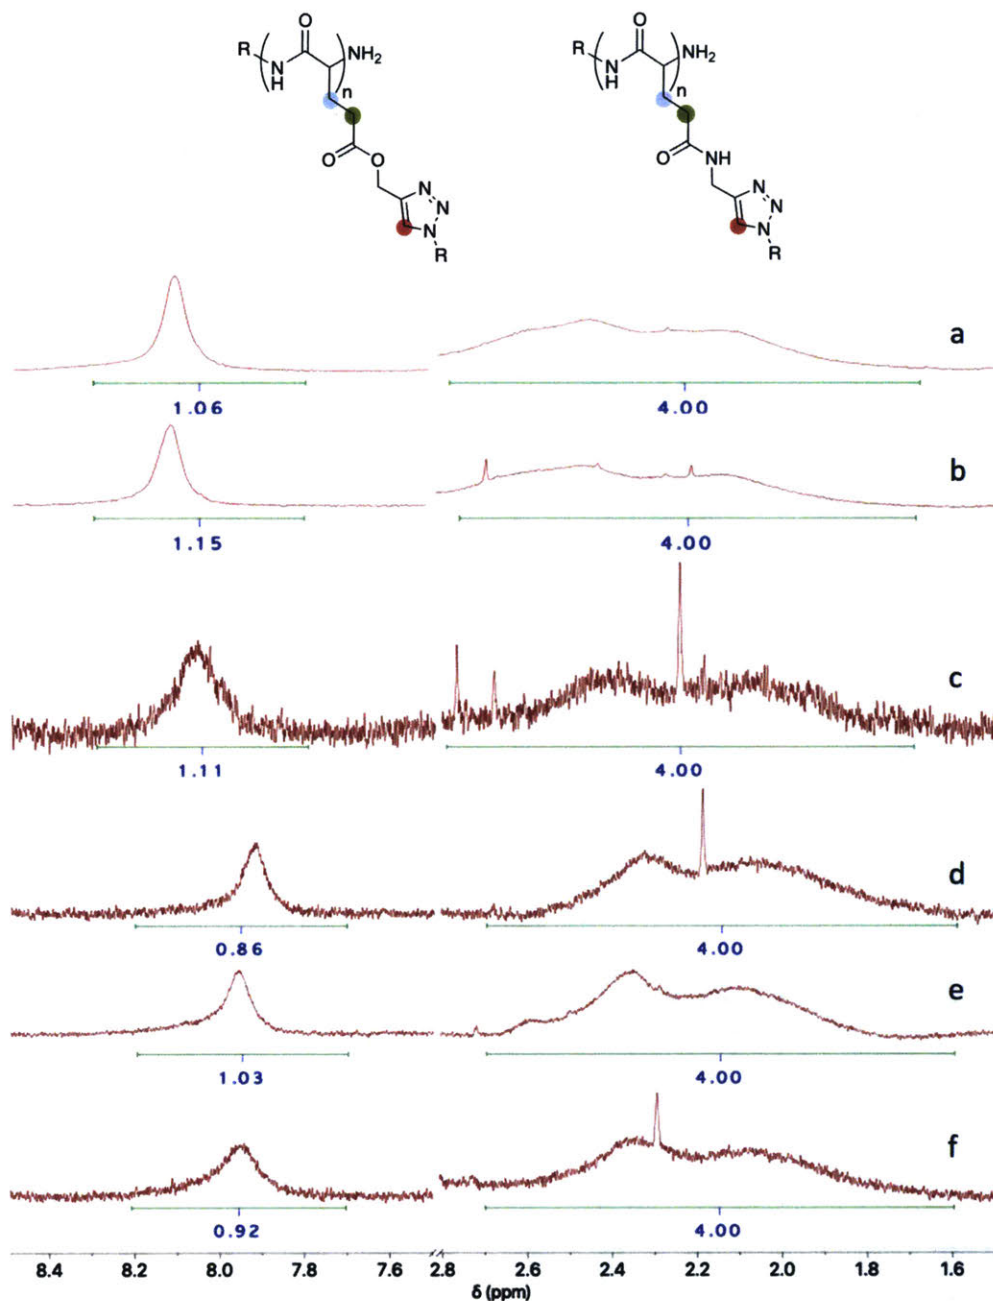 O O
R NH2 R NH2
N H n N H n
O O O NH
N N N N
N N
R R
a
1.06 4.00
b
1.15 4.00
c
1.11 4.00
d
0.86 4.00
e
1.03 4.00
f
0.92 4.00
8.4 8.2 8.0 7.8 7.6 2.8 2.6 2.4 2.2 2.0 1.8 1.6
δ (ppm)